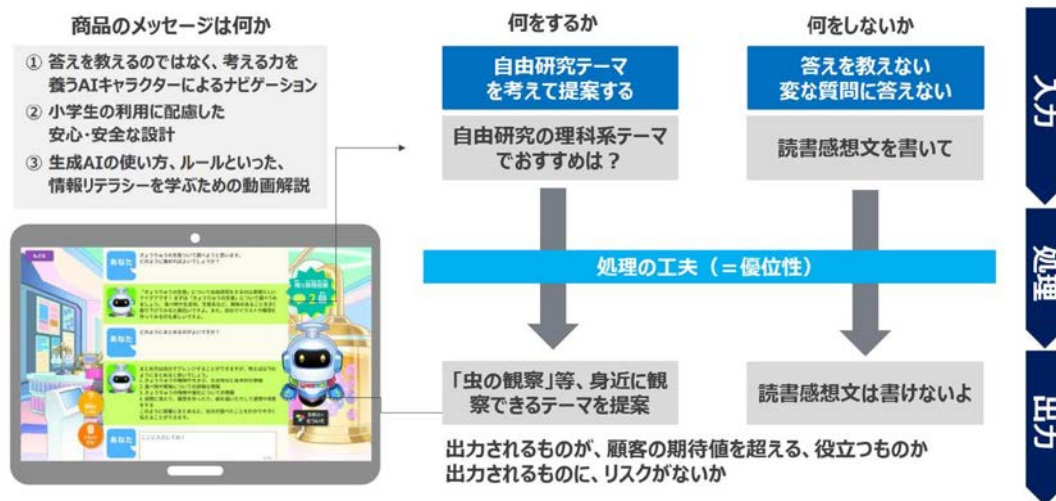 商品のメッセージは何か
① 答えを教えるのではなく、考える力を
養うAIキャラクターによるナビゲーション
② 小学生の利用に配慮した
安心・安全な設計
③ 生成AIの使い方、ルールといった、
情報リテラシーを学ぶための動画解説
あなた
あなた
あなた
何をするか
自由研究テーマ
を考えて提案する
自由研究の理科系テーマ
でおすすめは？
何をしないか
答えを教えない
変な質問に答えない
読書感想文を書いて
処理の工夫（＝優位性）
「虫の観察」等、身近に観
察できるテーマを提案
読書感想文は書けないよ
出力されるものが、顧客の期待値を超える、役立つものか
出力されるものに、リスクがないか
入力
処理
出力